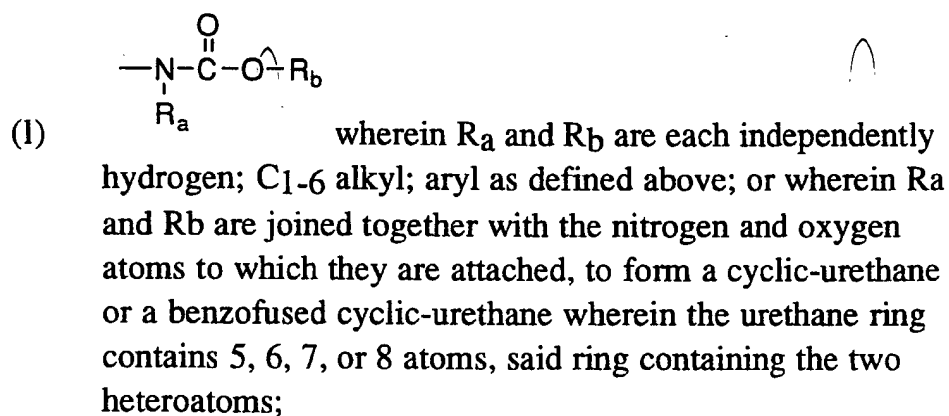 O
—N–C–O–Rb
Ra
(l) wherein Ra and Rb are each independently
hydrogen; C1-6 alkyl; aryl as defined above; or wherein Ra
and Rb are joined together with the nitrogen and oxygen
atoms to which they are attached, to form a cyclic-urethane
or a benzofused cyclic-urethane wherein the urethane ring
contains 5, 6, 7, or 8 atoms, said ring containing the two
heteroatoms;